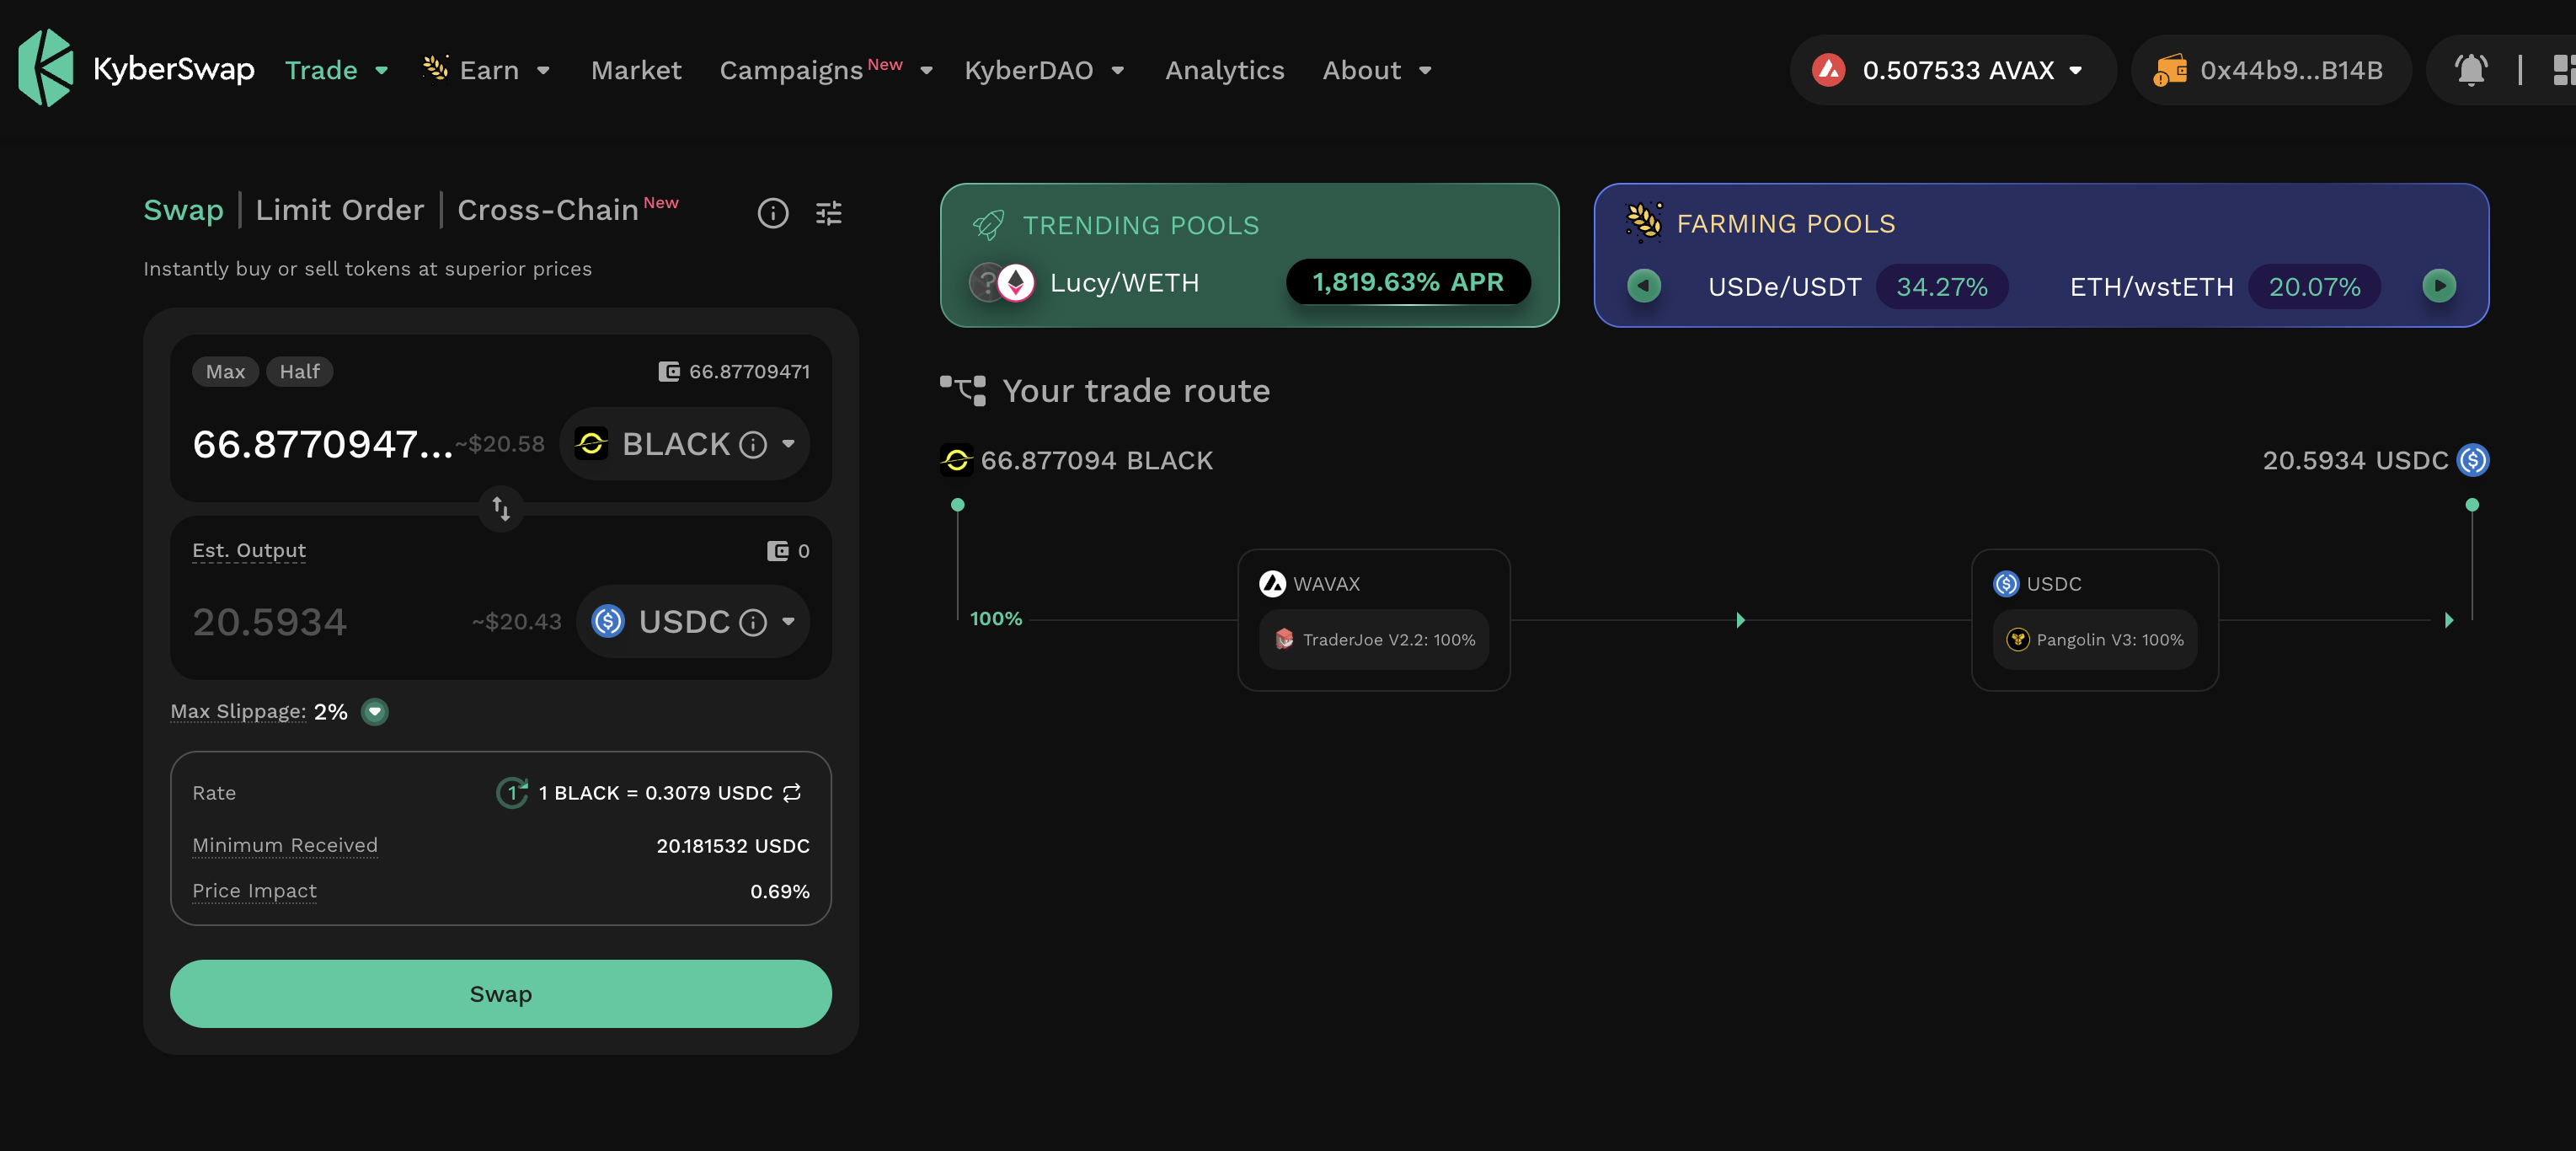 KyberSwap Trade Earn Market Campaigns New KyberDAO Analytics About 0.507533 AVAX 0x44b9...B14B
Swap | Limit Order | Cross-Chain New
Instantly buy or sell tokens at superior prices
Max Half 66.87709471
66.8770947... ~$20.58 BLACK
Est. Output 0
20.5934 ~$20.43 USDC
Max Slippage: 2%
Rate 1 1 BLACK = 0.3079 USDC
Minimum Received 20.181532 USDC
Price Impact 0.69%
Swap
TRENDING POOLS
Lucy/WETH 1,819.63% APR
FARMING POOLS
USDe/USDT 34.27% ETH/wstETH 20.07%
Your trade route
66.877094 BLACK 20.5934 USDC
100%
WAVAX
TraderJoe V2.2: 100%
USDC
Pangolin V3: 100%